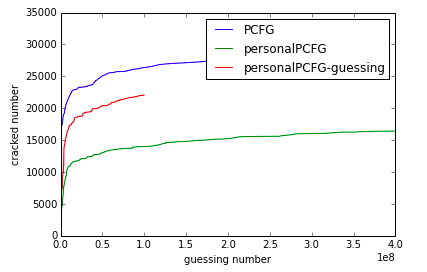 35000
30000
25000
20000
15000
10000
5000
0
cracked number
PCFG
personalPCFG
personalPCFG-guessing
0.0 0.5 1.0 1.5 2.0 2.5 3.0 3.5 4.0
1e8
guessing number